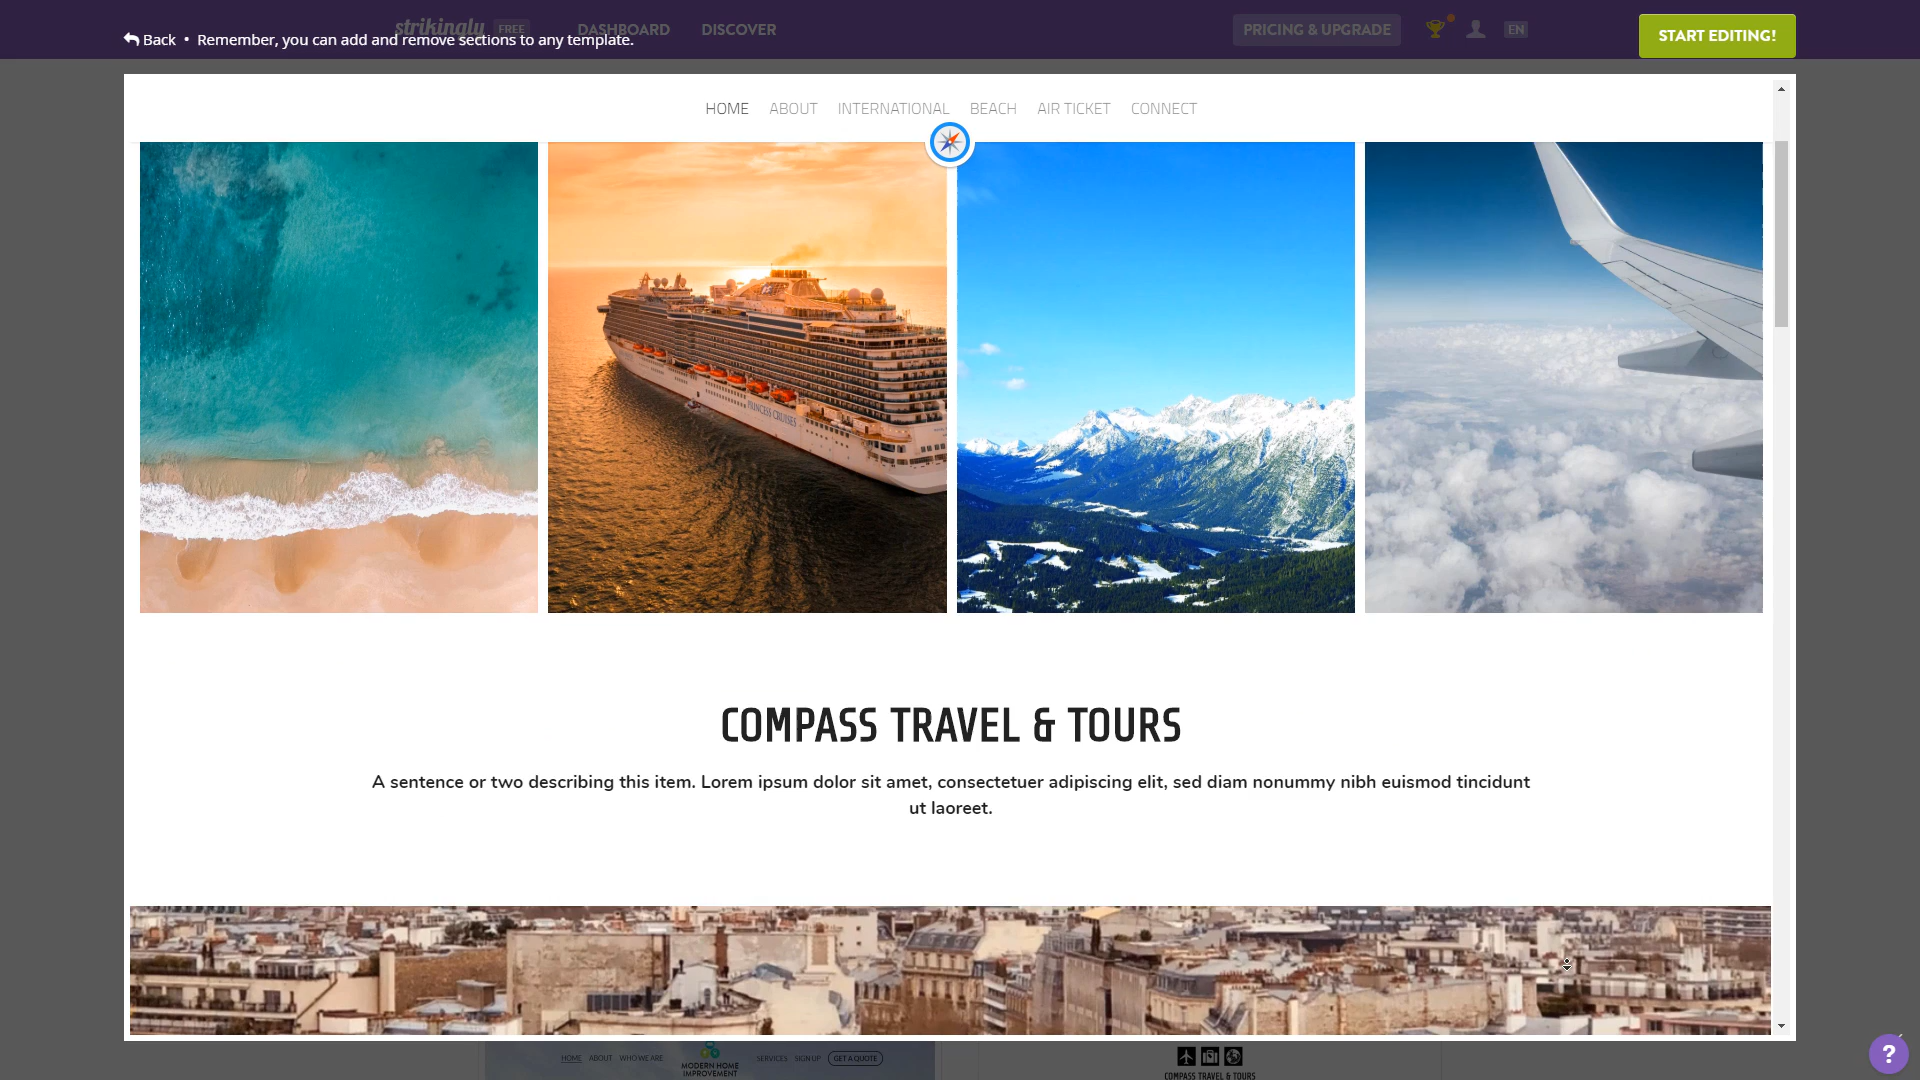 strikingly FREE DASHBOARD DISCOVER PRICING & UPGRADE EN
Back • Remember, you can add and remove sections to any template.
START EDITING!
HOME ABOUT INTERNATIONAL BEACH AIR TICKET CONNECT
PRINCESS CRUISES
COMPASS TRAVEL & TOURS
A sentence or two describing this item. Lorem ipsum dolor sit amet, consectetuer adipiscing elit, sed diam nonummy nibh euismod tincidunt
ut laoreet.
HOME ABOUT WHO WE ARE MODERN HOME IMPROVEMENT SERVICES SIGN UP GET A QUOTE
COMPASS TRAVEL & TOURS
?